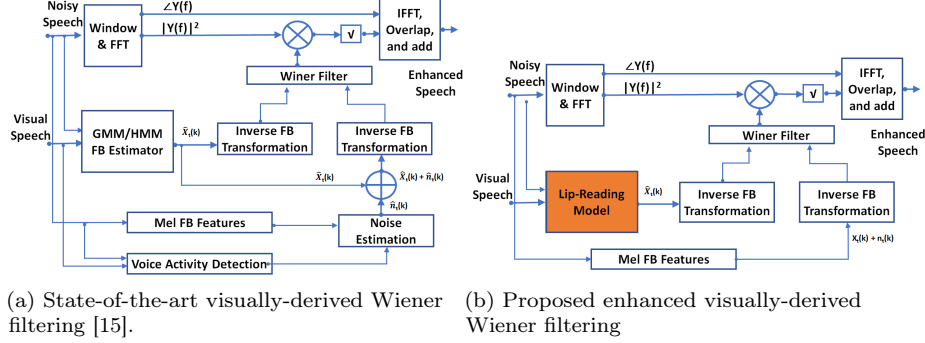 Noisy
Speech
Window
& FFT
∠Y(f)
|Y(f)|²
√
IFFT,
Overlap,
and add
Enhanced
Speech
Winer Filter
Visual
Speech
GMM/HMM
FB Estimator
X̂ₜ(k)
Inverse FB
Transformation
Inverse FB
Transformation
X̂ₜ(k)
X̂ₜ(k) + n̂ₜ(k)
n̂ₜ(k)
Mel FB Features
Noise
Estimation
Voice Activity Detection
(a) State-of-the-art visually-derived Wiener
filtering [15].
Noisy
Speech
Window
& FFT
∠Y(f)
|Y(f)|²
√
IFFT,
Overlap,
and add
Enhanced
Speech
Winer Filter
Visual
Speech
Lip-Reading
Model
X̂ₜ(k)
Inverse FB
Transformation
Inverse FB
Transformation
Xₜ(k) + nₜ(k)
Mel FB Features
(b) Proposed enhanced visually-derived
Wiener filtering